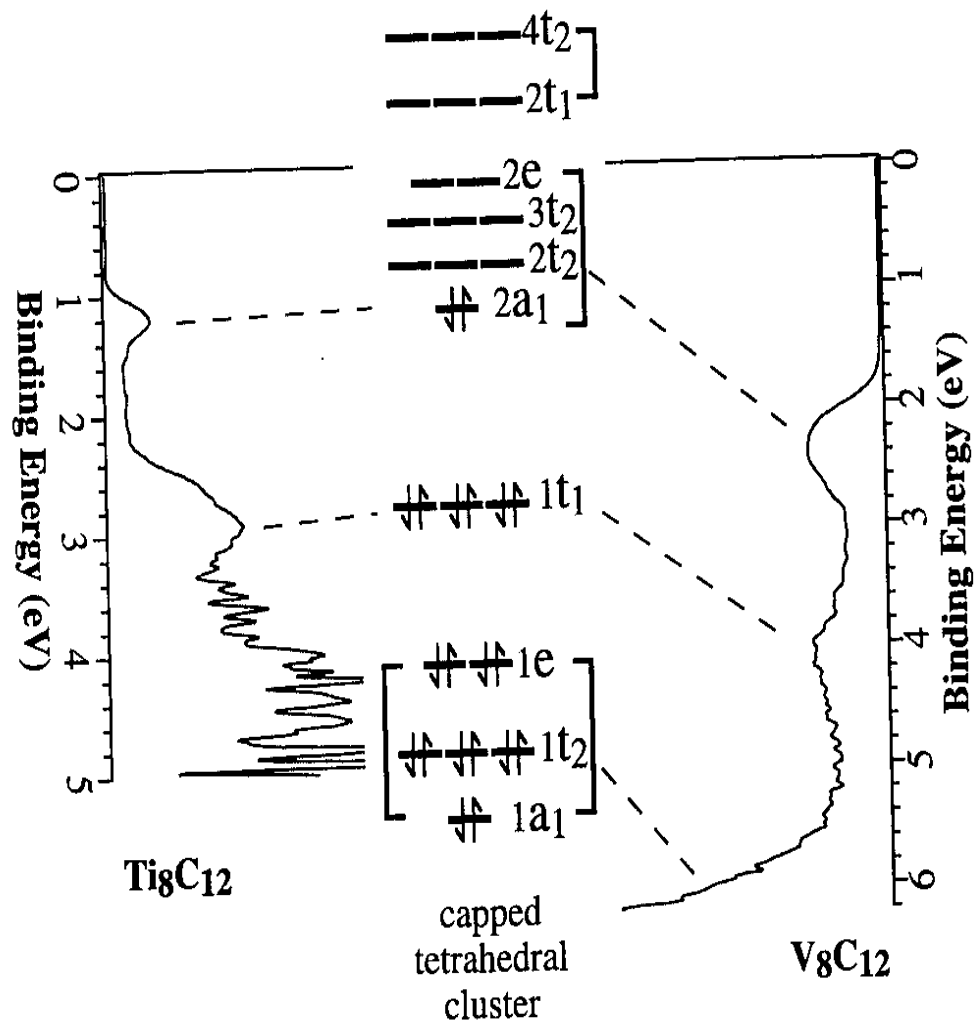 4t2
2t1
2e
3t2
2t2
2a1
1t1
1e
1t2
1a1
0
1
2
3
4
5
Binding Energy (eV)
Ti8C12
capped
tetrahedral
cluster
0
1
2
3
4
5
6
Binding Energy (eV)
V8C12